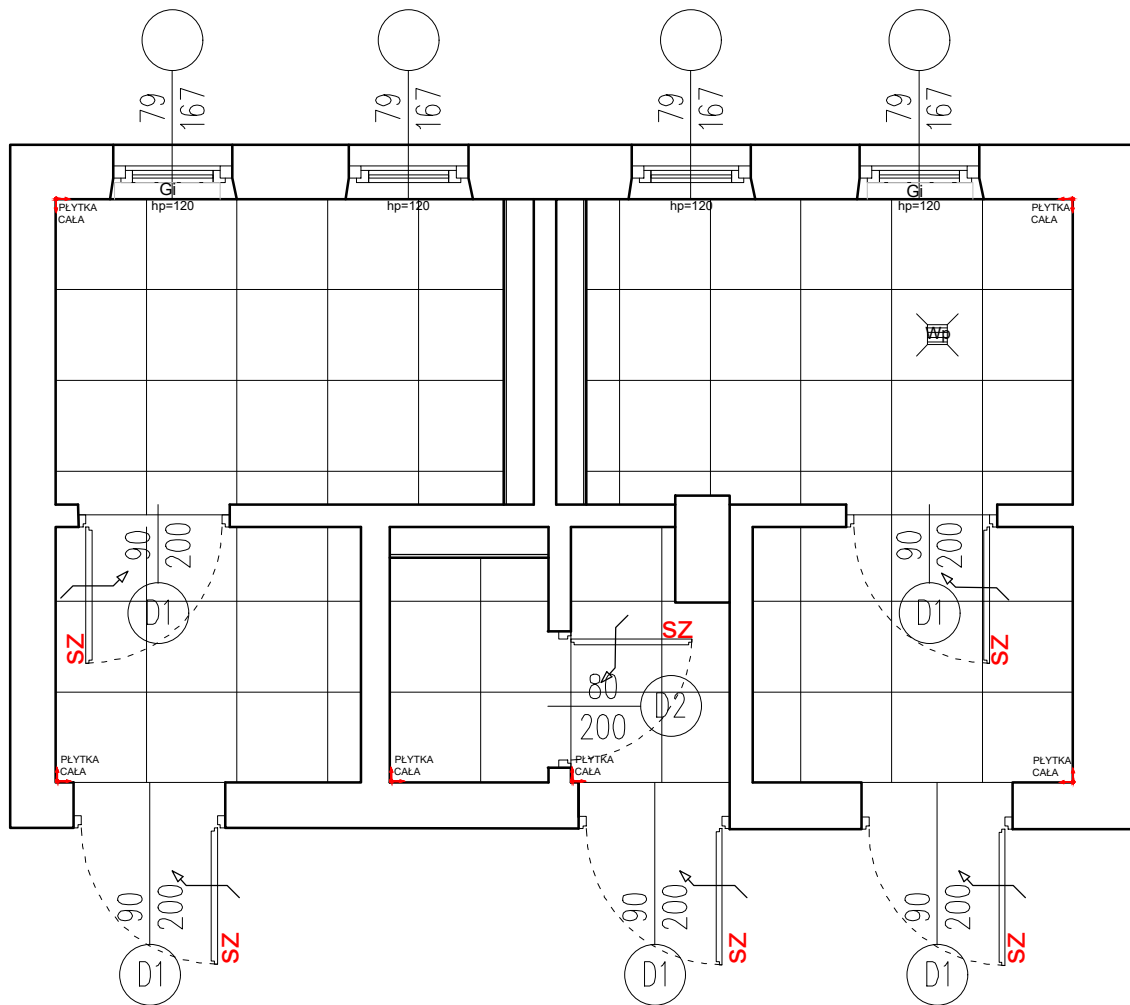 79
167
79
167
79
167
79
167
Gi
hp=120
hp=120
hp=120
Gi
hp=120
PŁYTKA
CAŁA
PŁYTKA
CAŁA
Wp
90
200
D1
SZ
SZ
80
200
D2
90
200
D1
SZ
PŁYTKA
CAŁA
PŁYTKA
CAŁA
PŁYTKA
CAŁA
PŁYTKA
CAŁA
90
200
SZ
D1
90
200
SZ
D1
90
200
SZ
D1